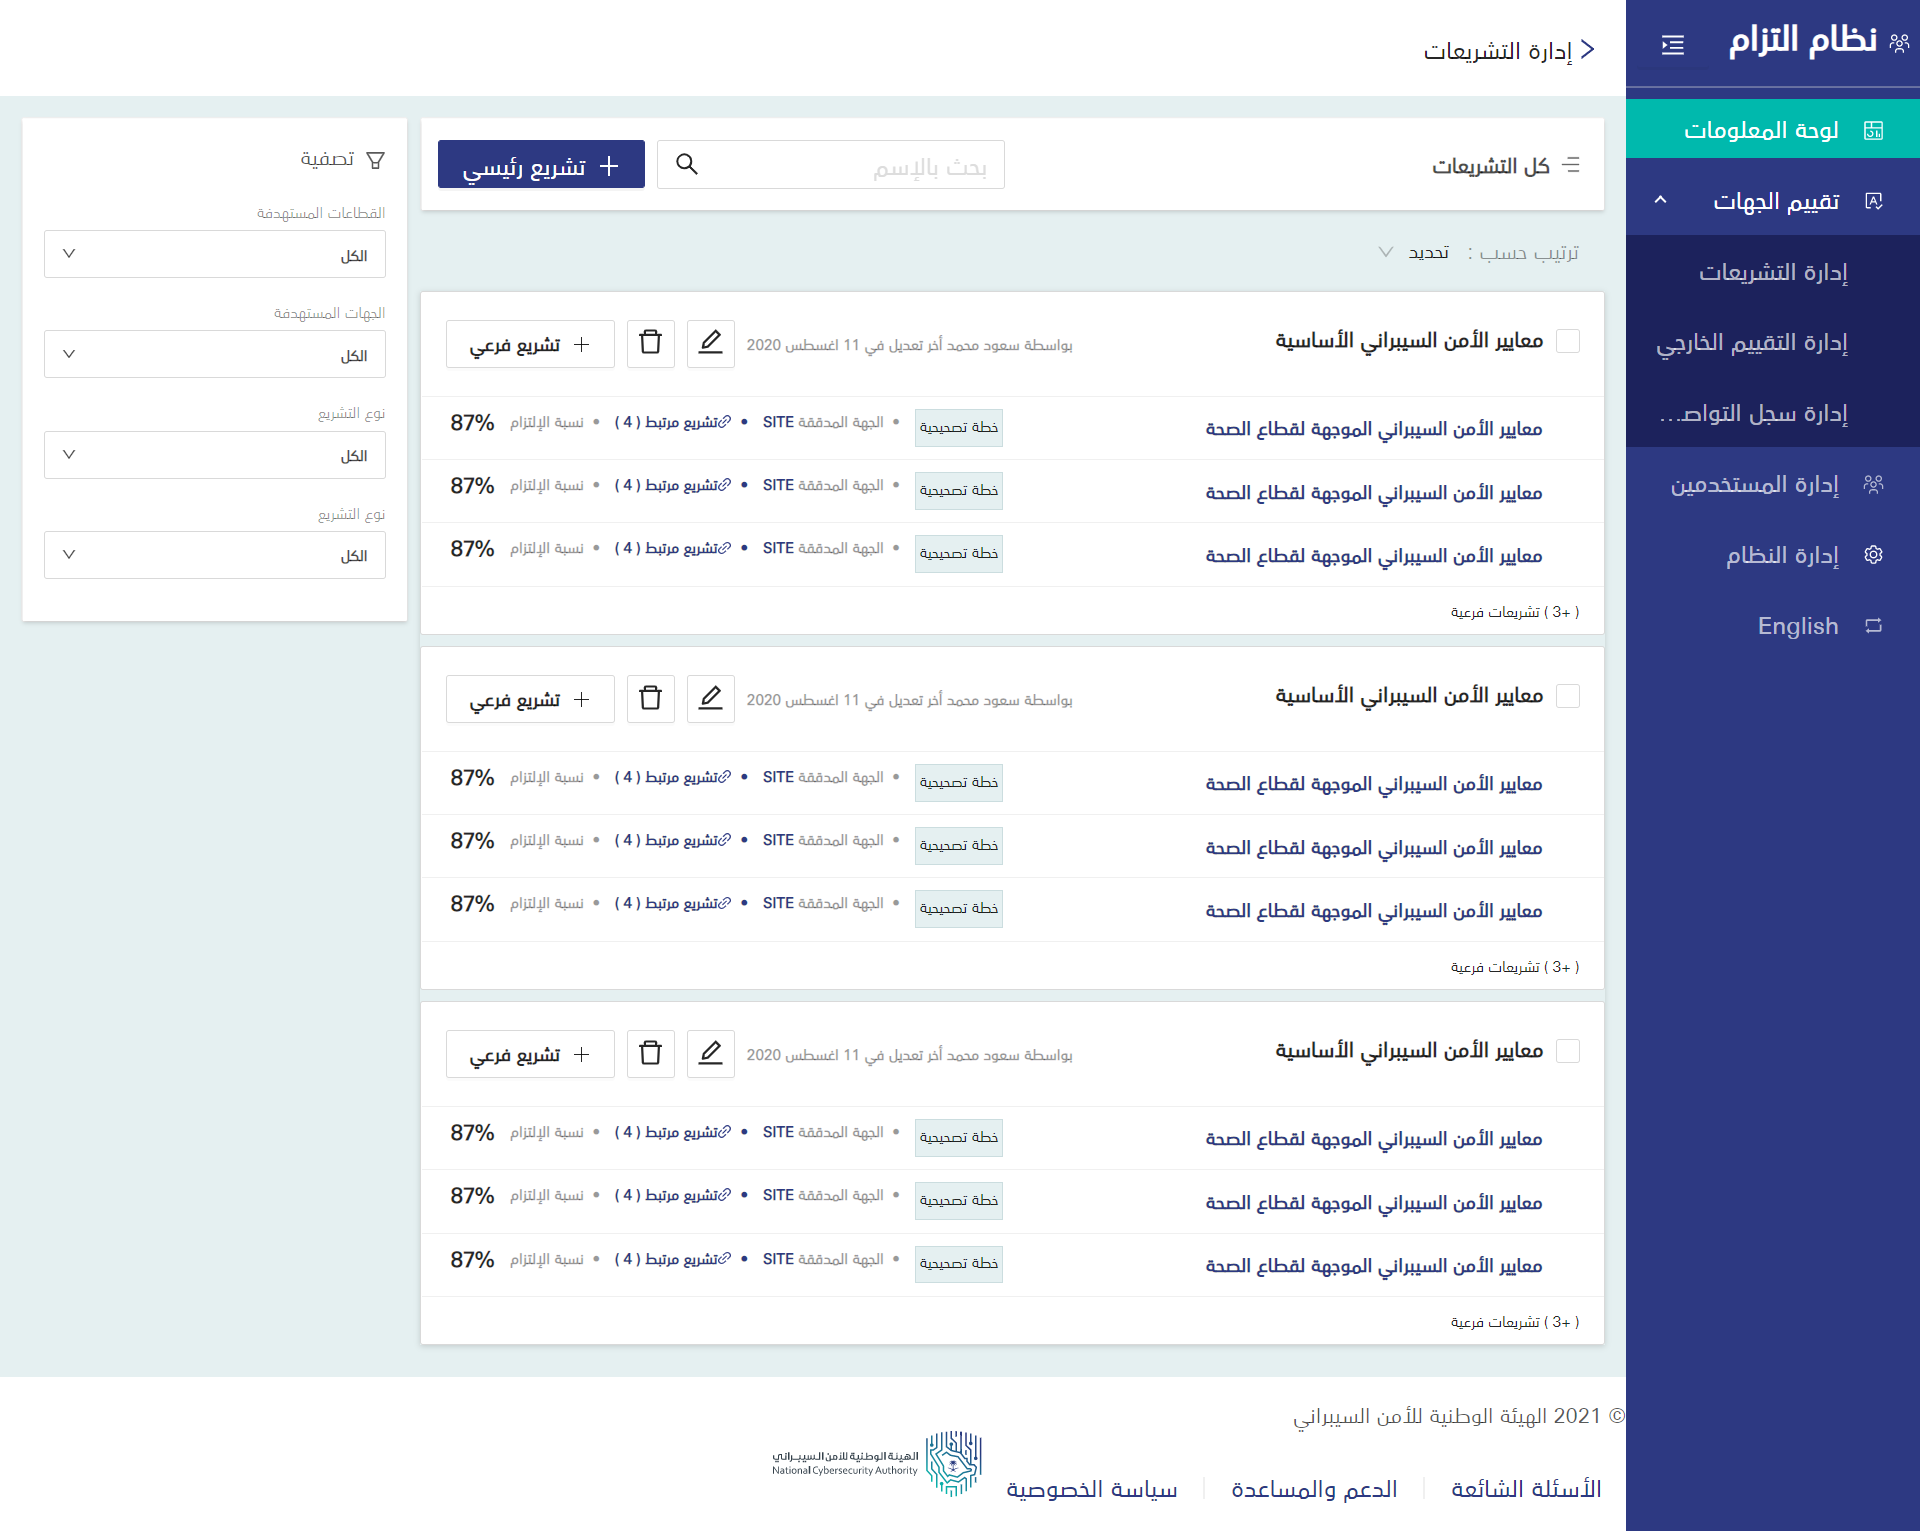 نظام التزام
لوحة المعلومات
تقييم الجهات
إدارة التشريعات
إدارة التقييم الخارجي
إدارة سجل التواصـ...
إدارة المستخدمين
إدارة النظام
English
إدارة التشريعات
كل التشريعات
بحث بالإسم
تشريع رئيسي
ترتيب حسب : تحديد
معايير الأمن السيبراني الأساسية
بواسطة سعود محمد أخر تعديل في 11 اغسطس 2020
تشريع فرعي
معايير الأمن السيبراني الموجهة لقطاع الصحة خطة تصحيحية • الجهة المدققة SITE • تشريع مرتبط ( 4 ) • نسبة الإلتزام 87%
معايير الأمن السيبراني الموجهة لقطاع الصحة خطة تصحيحية • الجهة المدققة SITE • تشريع مرتبط ( 4 ) • نسبة الإلتزام 87%
معايير الأمن السيبراني الموجهة لقطاع الصحة خطة تصحيحية • الجهة المدققة SITE • تشريع مرتبط ( 4 ) • نسبة الإلتزام 87%
( +3 ) تشريعات فرعية
معايير الأمن السيبراني الأساسية
بواسطة سعود محمد أخر تعديل في 11 اغسطس 2020
تشريع فرعي
معايير الأمن السيبراني الموجهة لقطاع الصحة خطة تصحيحية • الجهة المدققة SITE • تشريع مرتبط ( 4 ) • نسبة الإلتزام 87%
معايير الأمن السيبراني الموجهة لقطاع الصحة خطة تصحيحية • الجهة المدققة SITE • تشريع مرتبط ( 4 ) • نسبة الإلتزام 87%
معايير الأمن السيبراني الموجهة لقطاع الصحة خطة تصحيحية • الجهة المدققة SITE • تشريع مرتبط ( 4 ) • نسبة الإلتزام 87%
( +3 ) تشريعات فرعية
معايير الأمن السيبراني الأساسية
بواسطة سعود محمد أخر تعديل في 11 اغسطس 2020
تشريع فرعي
معايير الأمن السيبراني الموجهة لقطاع الصحة خطة تصحيحية • الجهة المدققة SITE • تشريع مرتبط ( 4 ) • نسبة الإلتزام 87%
معايير الأمن السيبراني الموجهة لقطاع الصحة خطة تصحيحية • الجهة المدققة SITE • تشريع مرتبط ( 4 ) • نسبة الإلتزام 87%
معايير الأمن السيبراني الموجهة لقطاع الصحة خطة تصحيحية • الجهة المدققة SITE • تشريع مرتبط ( 4 ) • نسبة الإلتزام 87%
( +3 ) تشريعات فرعية
تصفية
القطاعات المستهدفة
الكل
الجهات المستهدفة
الكل
نوع التشريع
الكل
نوع التشريع
الكل
© 2021 الهيئة الوطنية للأمن السيبراني
الأسئلة الشائعة
الدعم والمساعدة
سياسة الخصوصية
الهيئة الوطنية للأمن السيبـراني
National Cybersecurity Authority